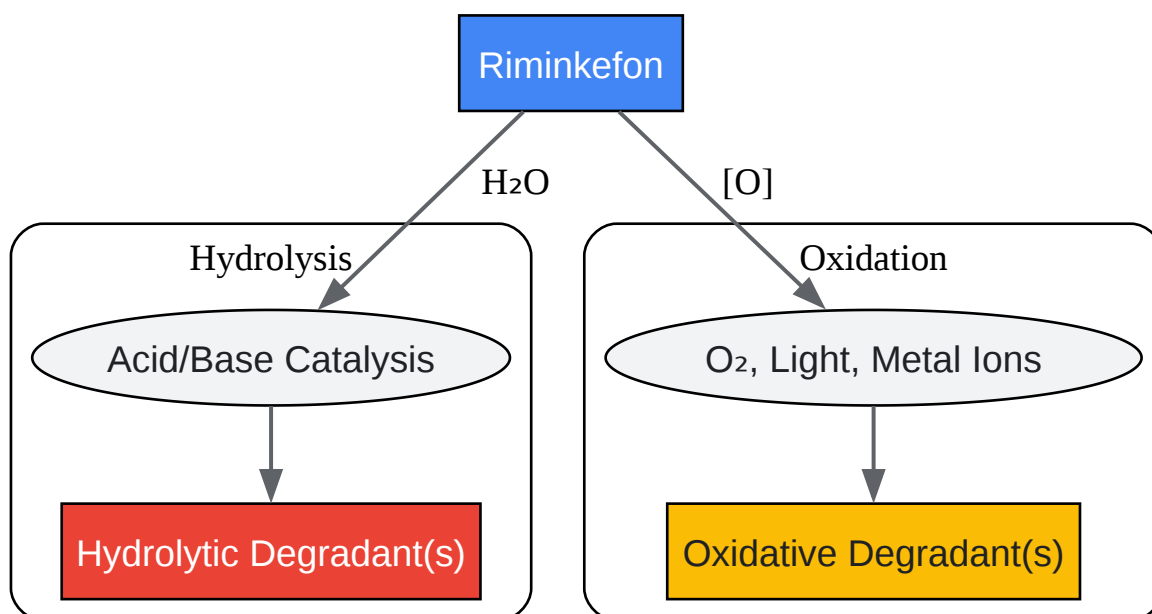 Riminkefon
H₂O
[O]
Hydrolysis
Oxidation
Acid/Base Catalysis
O₂, Light, Metal Ions
Hydrolytic Degradant(s)
Oxidative Degradant(s)